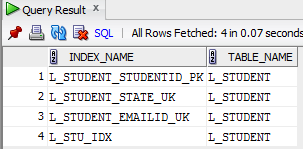 Query Result
SQL | All Rows Fetched: 4 in 0.07 seconds
INDEX_NAME TABLE_NAME
1 L_STUDENT_STUDENTID_PK L_STUDENT
2 L_STUDENT_STATE_UK L_STUDENT
3 L_STUDENT_EMAILID_UK L_STUDENT
4 L_STU_IDX L_STUDENT